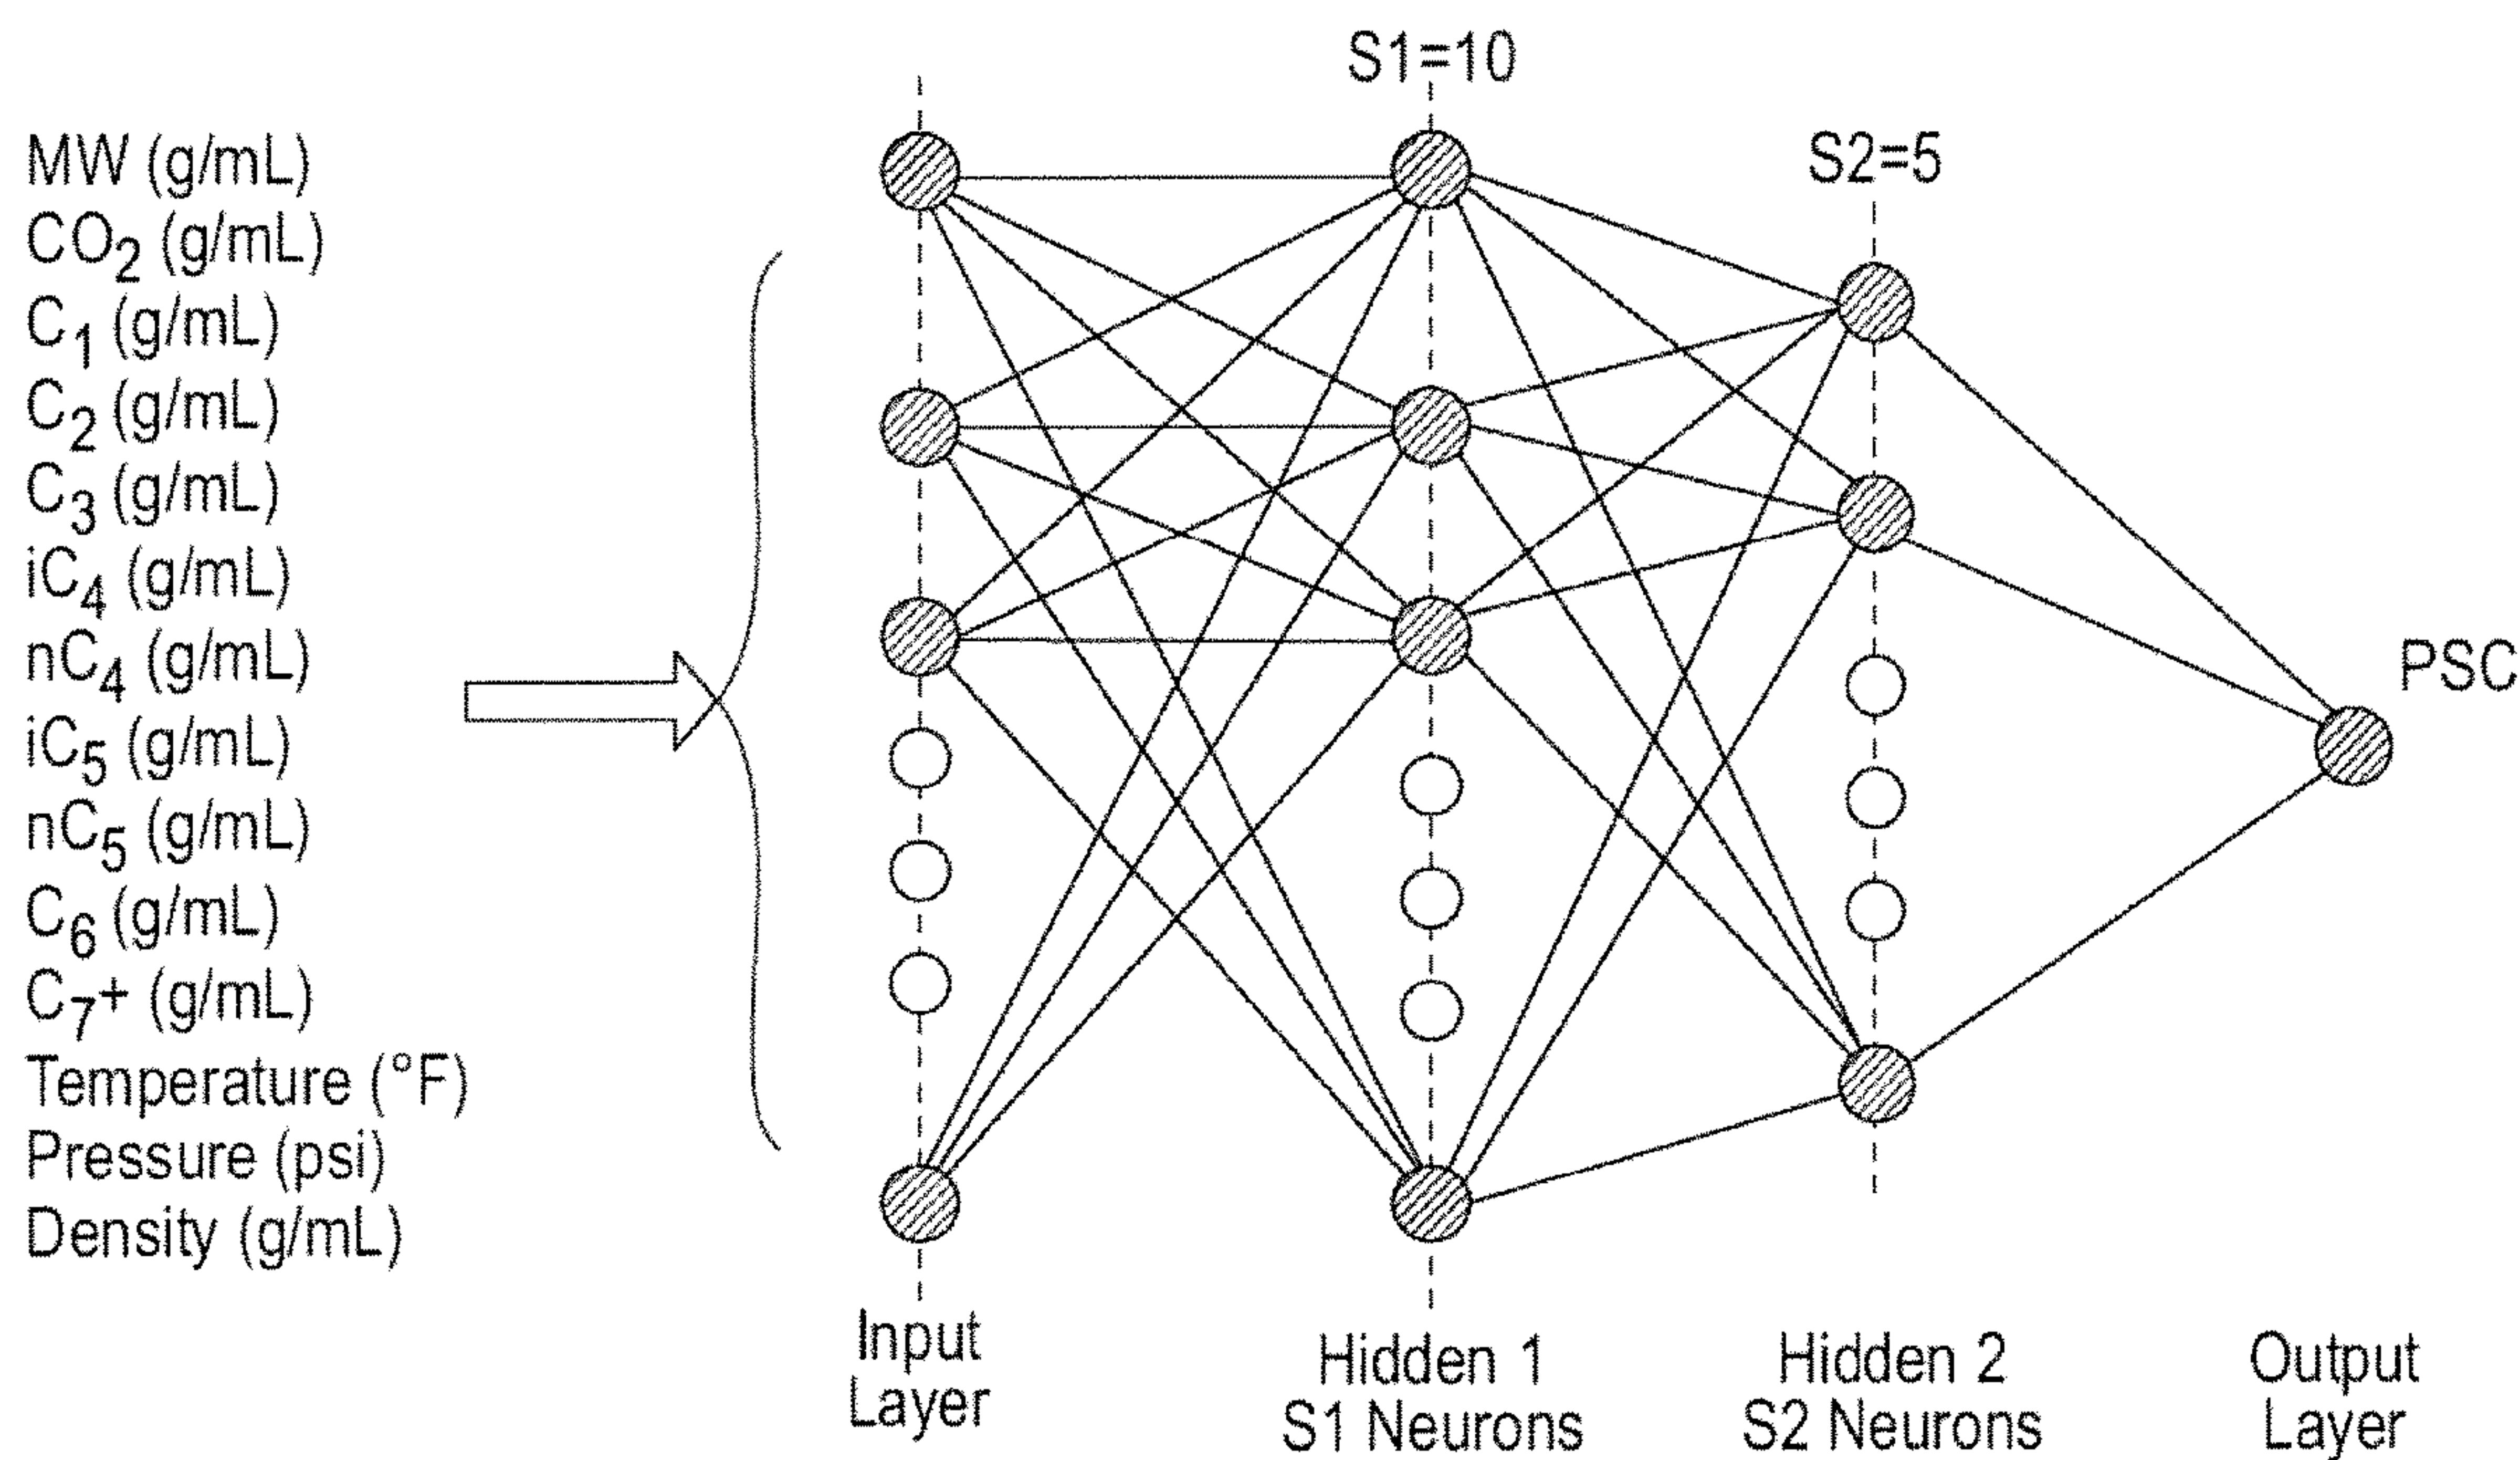 S1=10
S2=5
MW (g/mL)
CO₂ (g/mL)
C₁ (g/mL)
C₂ (g/mL)
C₃ (g/mL)
iC₄ (g/mL)
nC₄ (g/mL)
iC₅ (g/mL)
nC₅ (g/mL)
C₆ (g/mL)
C₇+ (g/mL)
Temperature (°F)
Pressure (psi)
Density (g/mL)
PSC
Input
Layer
Hidden 1
S1 Neurons
Hidden 2
S2 Neurons
Output
Layer